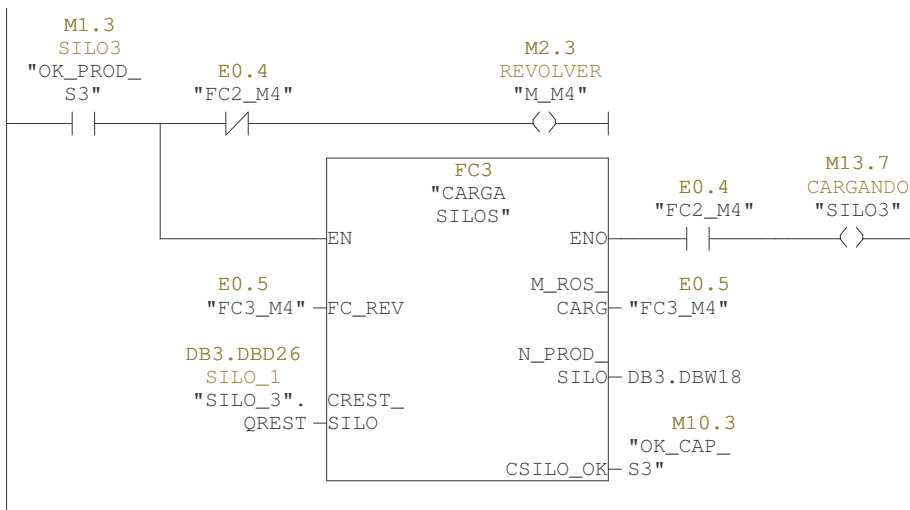 M1.3
SILO3
"OK_PROD_
S3"
E0.4
"FC2_M4"
M2.3
REVOLVER
"M_M4"
FC3
"CARGA
SILOS"
EN
ENO
E0.4
"FC2_M4"
M13.7
CARGANDO
"SILO3"
E0.5
"FC3_M4"
FC_REV
M_ROS_
CARG
E0.5
"FC3_M4"
DB3.DBD26
SILO_1
"SILO_3".
QREST
CREST_
SILO
N_PROD_
SILO
DB3.DBW18
CSILO_OK
M10.3
"OK_CAP_
S3"